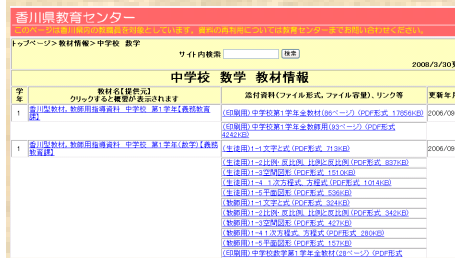 香川県教育センター
このページは香川県内の教職員を対象としています。資料の再利用については教育センターまでお問い合わせください。
トップページ>教材情報>中学校 数学
サイト内検索 検索
2008/3/30更
中学校 数学 教材情報
学年 教材名【提供元】 クリックすると概要が表示されます 添付資料(ファイル形式, ファイル容量)、リンク等 更新年月
1 香川型教材, 教師用指導資料 中学校 第1学年【義務教育課】 (印刷用)中学校第1学年全教材(86ページ) (PDF形式 17856KB) 2006/09
(印刷用)中学校第1学年全教師用(93ページ) (PDF形式 4242KB)
1 香川型教材, 教師用指導資料 中学校 第1学年(数学)【義務教育課】 (生徒用)1-1文字と式(PDF形式 713KB) 2006/09
(生徒用)1-2比例・反比例, 比例と反比例(PDF形式 837KB)
(生徒用)1-3空間図形(PDF形式 1510KB)
(生徒用)1-4 1次方程式, 方程式(PDF形式 1014KB)
(生徒用)1-5平面図形(PDF形式 536KB)
(教師用)1-1文字と式(PDF形式 324KB)
(教師用)1-2比例・反比例, 比例と反比例(PDF形式 342KB)
(教師用)1-3空間図形(PDF形式 427KB)
(教師用)1-4 1次方程式, 方程式(PDF形式 280KB)
(教師用)1-5平面図形(PDF形式 157KB)
(印刷用)中学校数学第1学年教材(28ページ) (PDF形式